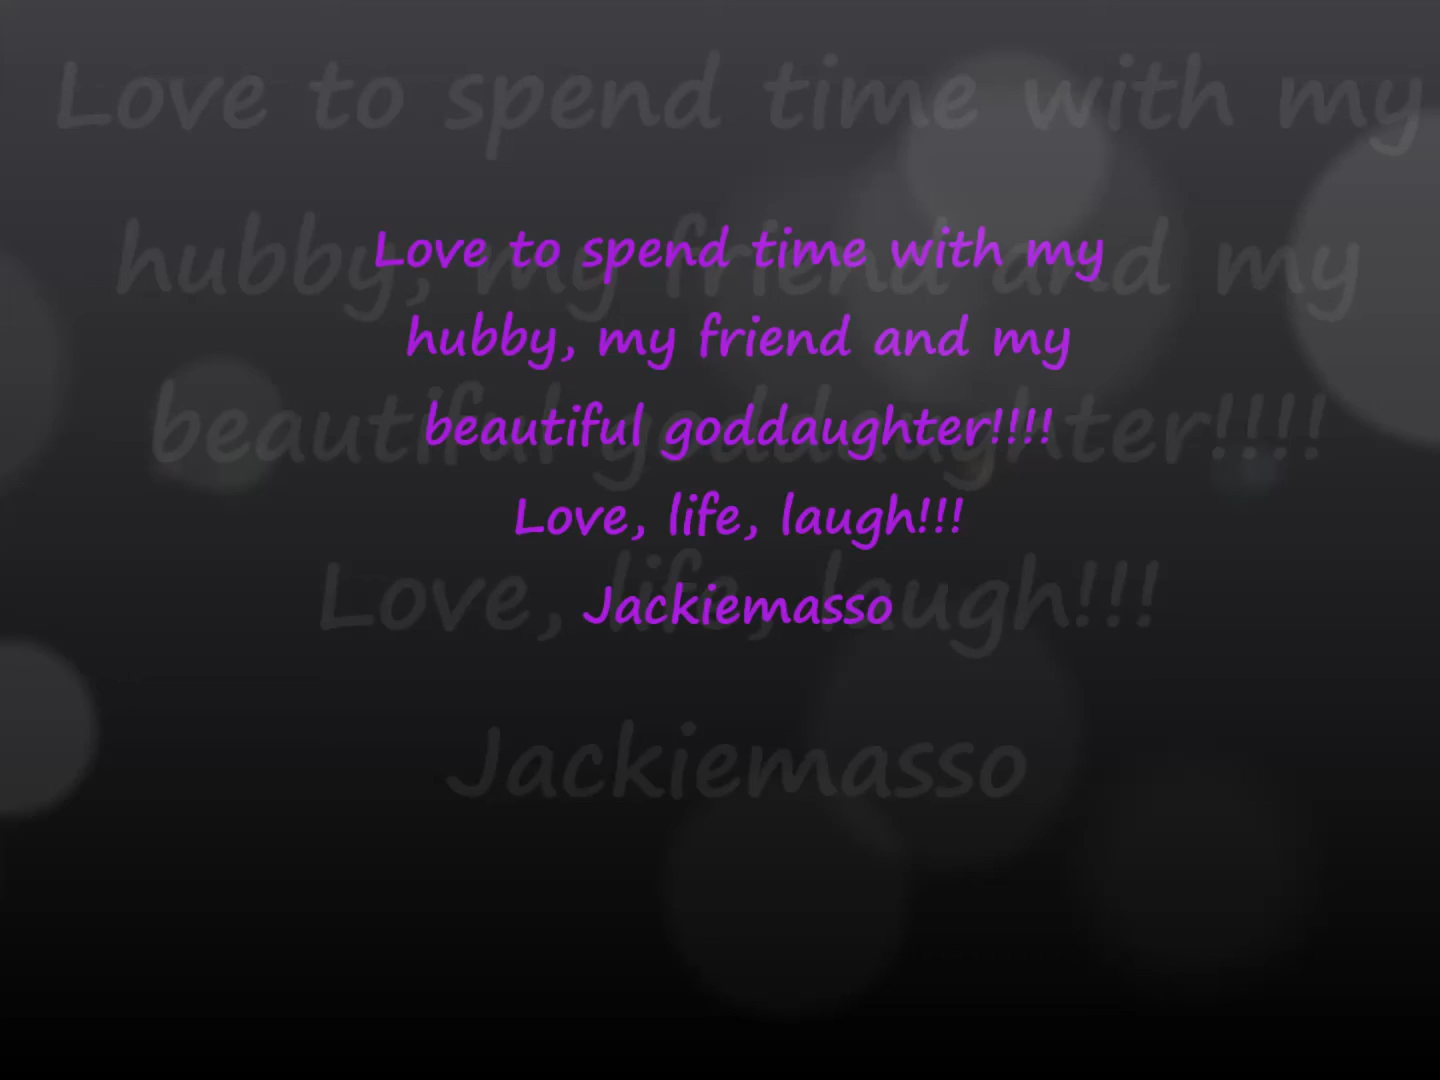 Love to spend time with my
hubby, my friend and my
beautiful goddaughter!!!!
Love, life, laugh!!!
Jackiemasso